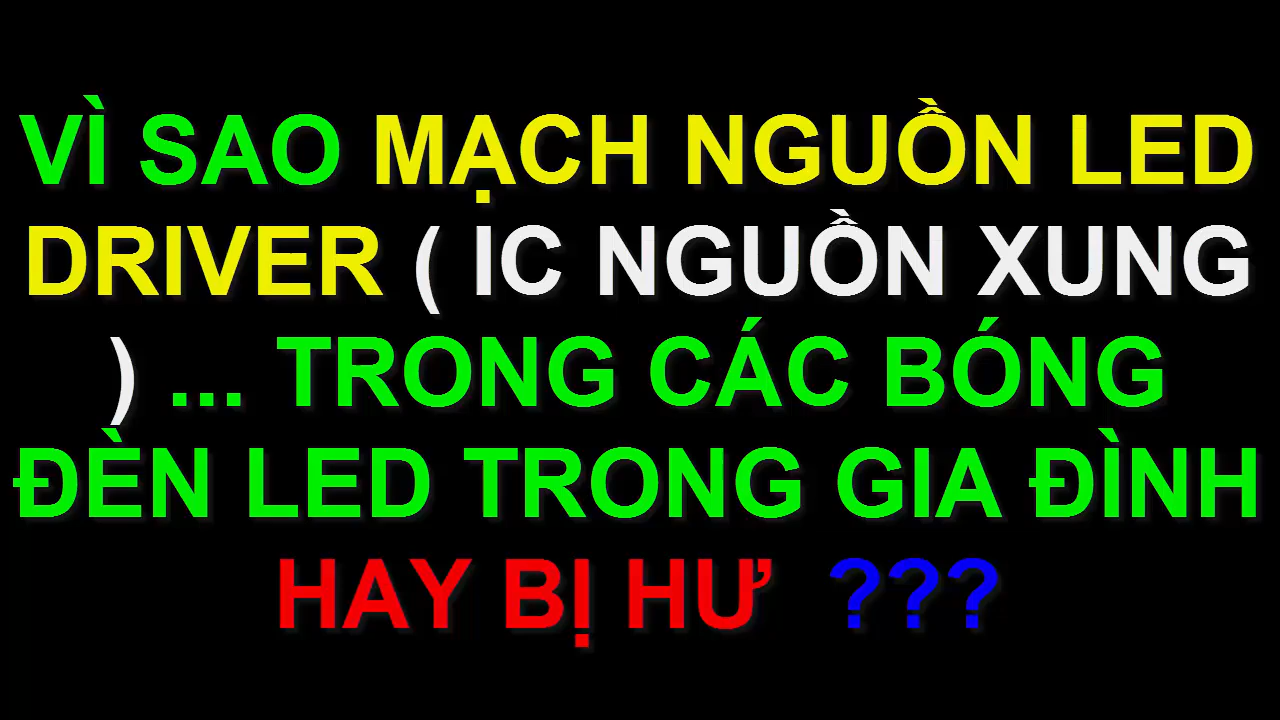 VÌ SAO MẠCH NGUỒN LED
DRIVER ( IC NGUỒN XUNG
) ... TRONG CÁC BÓNG
ĐÈN LED TRONG GIA ĐÌNH
HAY BỊ HƯ ???